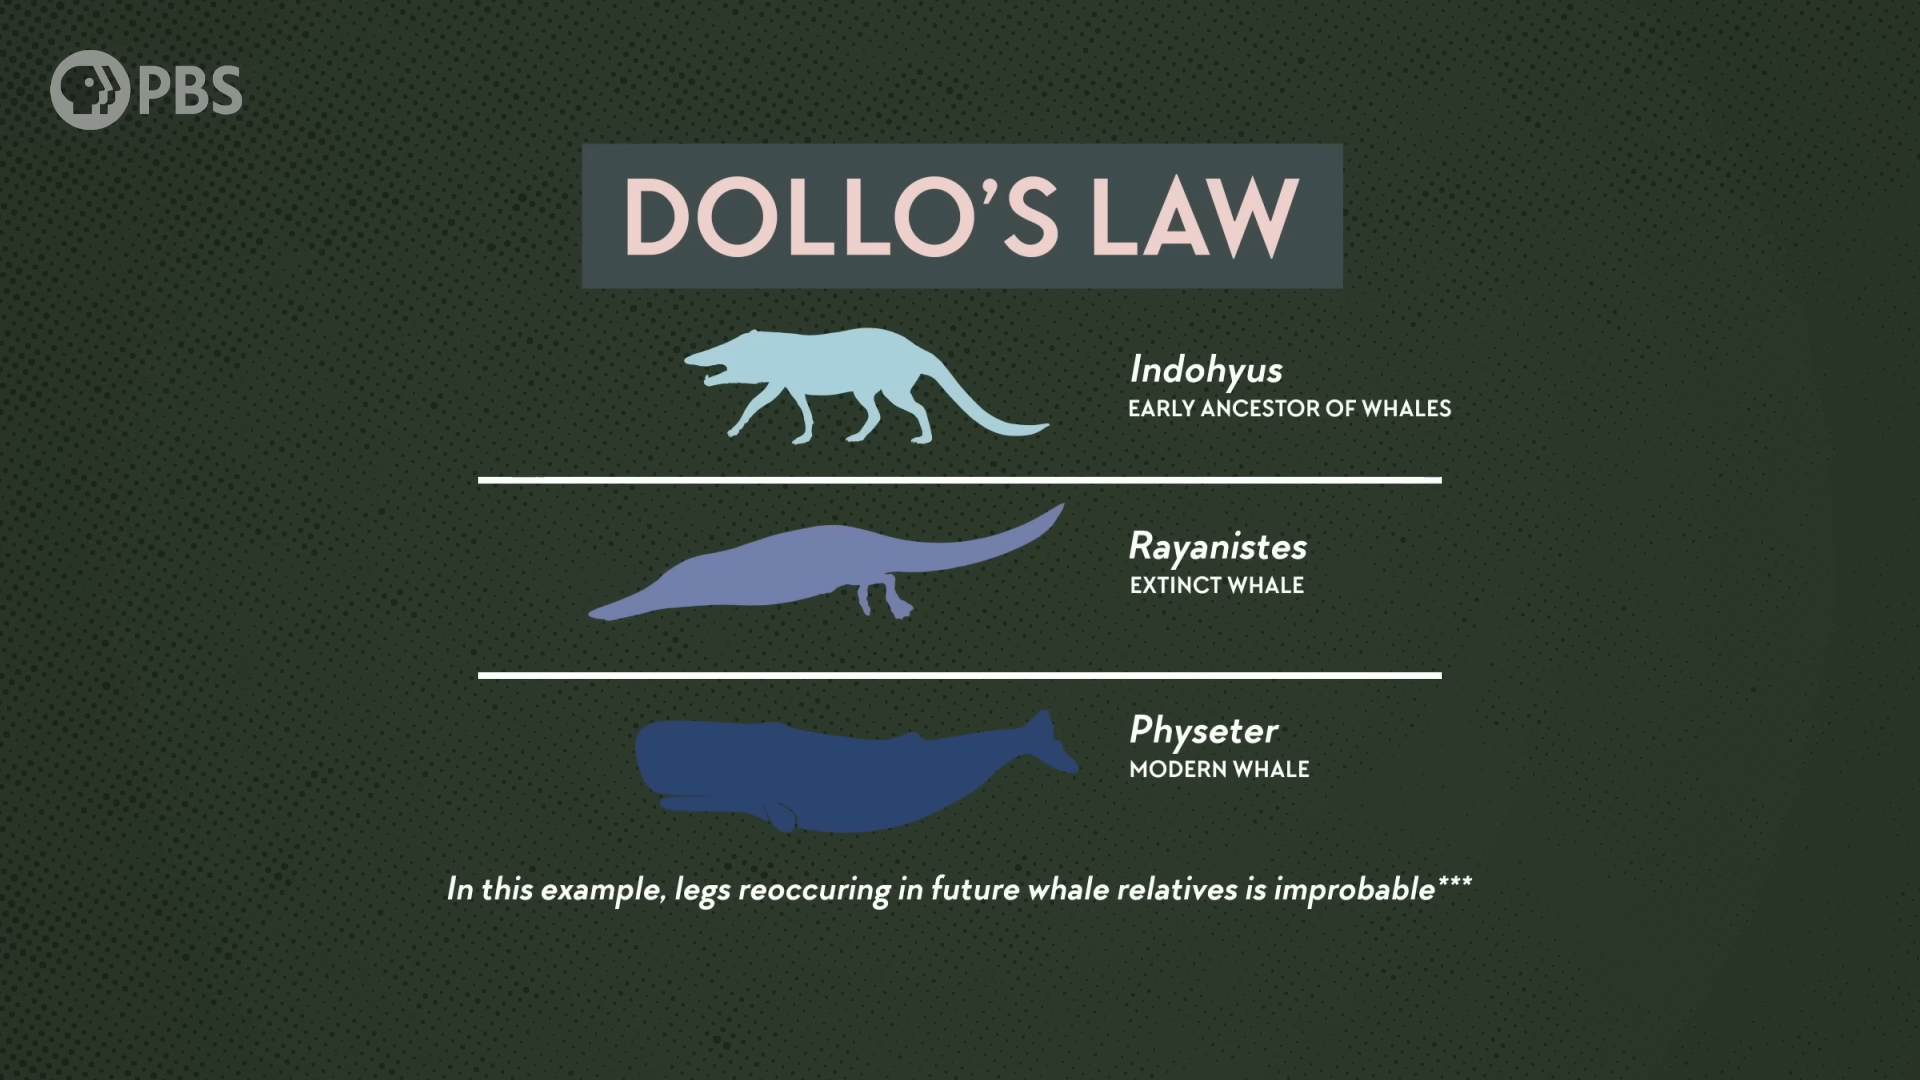 PBS
DOLLO'S LAW
Indohyus
EARLY ANCESTOR OF WHALES
Rayanistes
EXTINCT WHALE
Physeter
MODERN WHALE
In this example, legs reoccuring in future whale relatives is improbable***